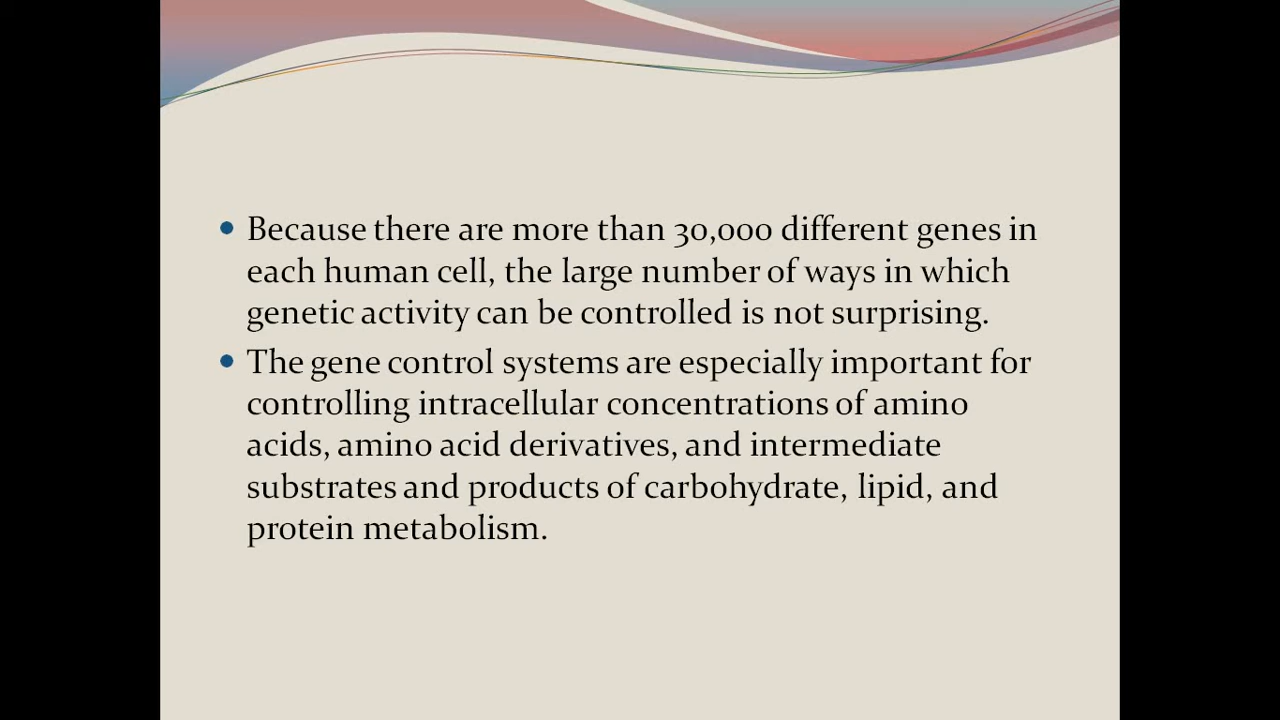 • Because there are more than 30,000 different genes in
each human cell, the large number of ways in which
genetic activity can be controlled is not surprising.
• The gene control systems are especially important for
controlling intracellular concentrations of amino
acids, amino acid derivatives, and intermediate
substrates and products of carbohydrate, lipid, and
protein metabolism.